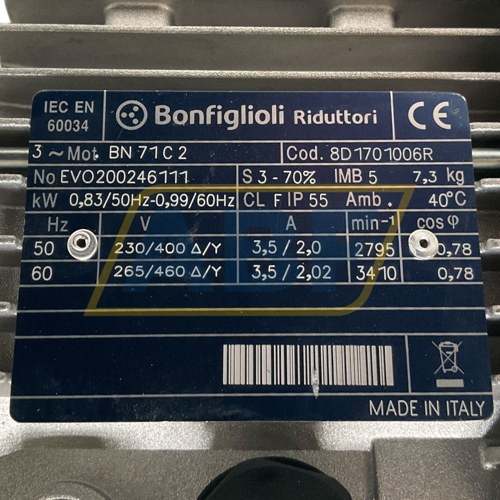 IEC EN
60034
Bonfiglioli Riduttori
CE
3 ~ Mot. BN 71 C 2 Cod. 8D1701006R
No EVO200246111 S 3 - 70% IM B 5 7,3 kg
kW 0,83/50Hz-0,99/60Hz CL F IP 55 Amb. 40°C
Hz V A min-1 cos φ
50 230/400 Δ/Y 3,5 / 2,0 2795 0,78
60 265/460 Δ/Y 3,5 / 2,02 3410 0,78
MADE IN ITALY